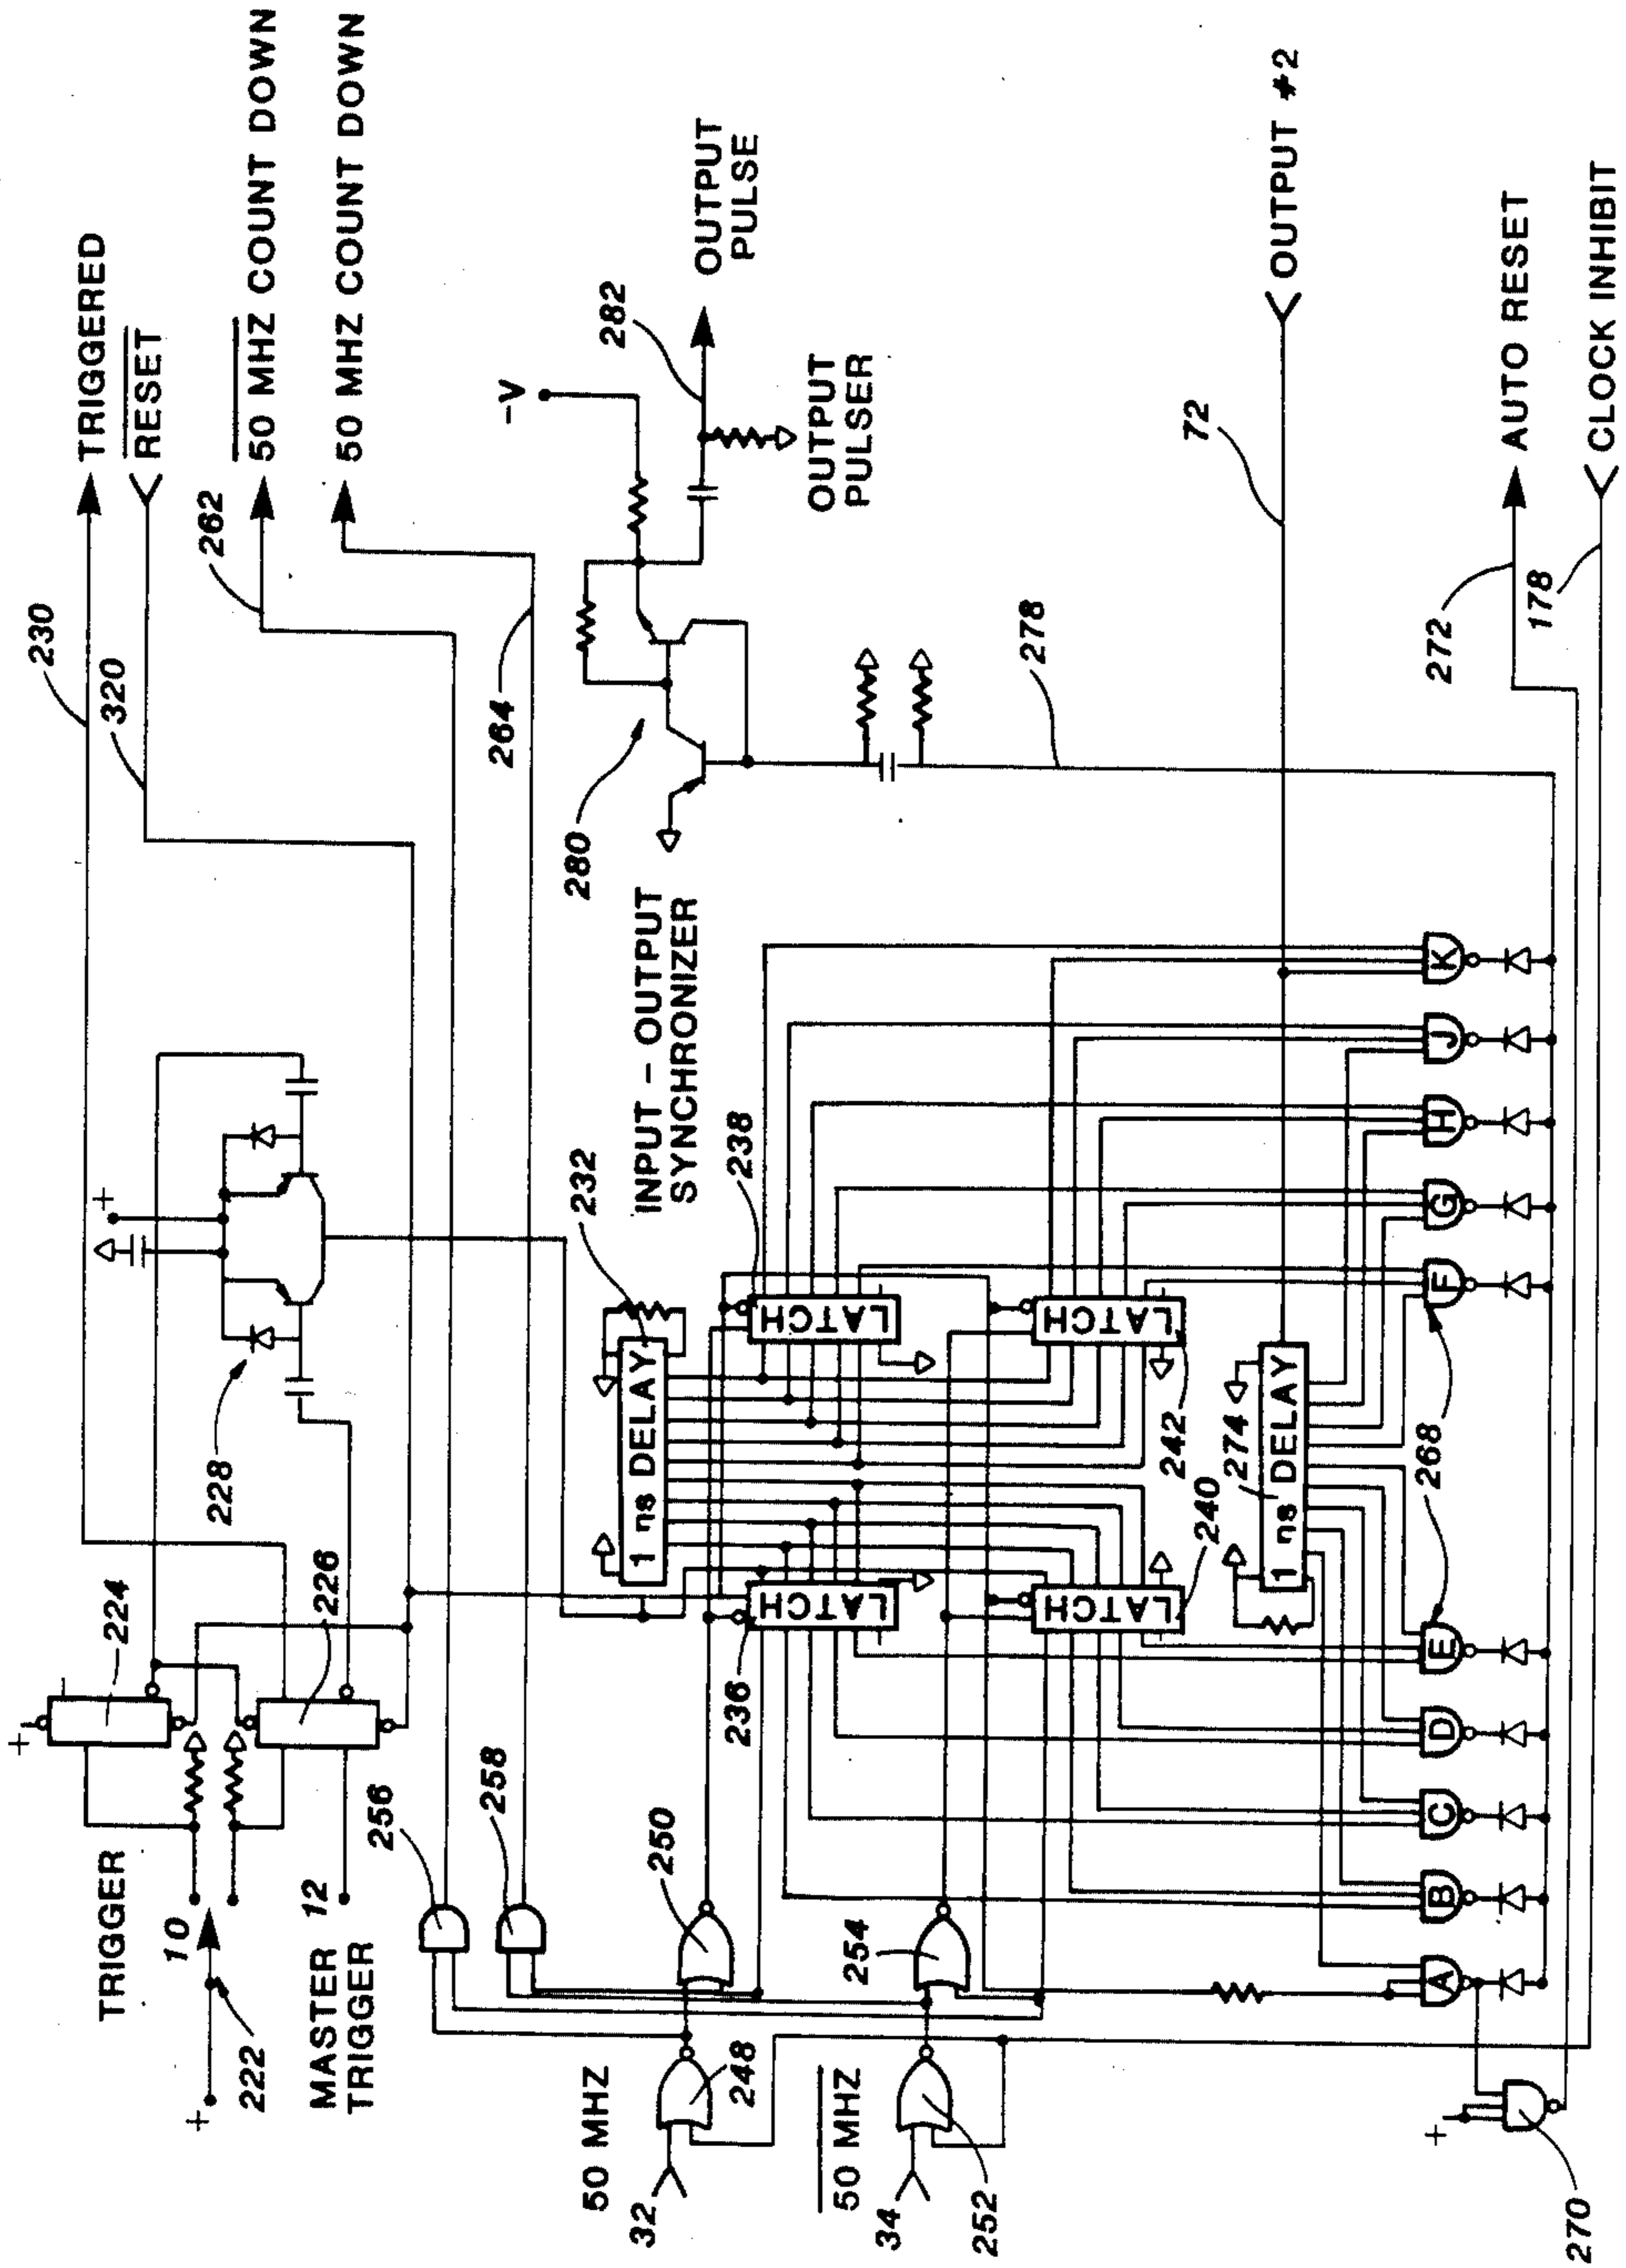 TRIGGERED
RESET
50 MHZ COUNT DOWN
50 MHZ COUNT DOWN
230
320
262
264
-V
282
OUTPUT
PULSE
OUTPUT
PULSER
280
278
72
OUTPUT #2
272
AUTO RESET
178
CLOCK INHIBIT
+
228
INPUT - OUTPUT
SYNCHRONIZER
232
238
1 ns DELAY
LATCH
LATCH
LATCH
LATCH
236
240
242
274
1 ns DELAY
268
268
+
224
226
TRIGGER
10
+
222
MASTER
TRIGGER
12
256
258
250
254
50 MHZ
32
248
50 MHZ
34
252
A
B
C
D
E
F
G
H
J
K
+
270